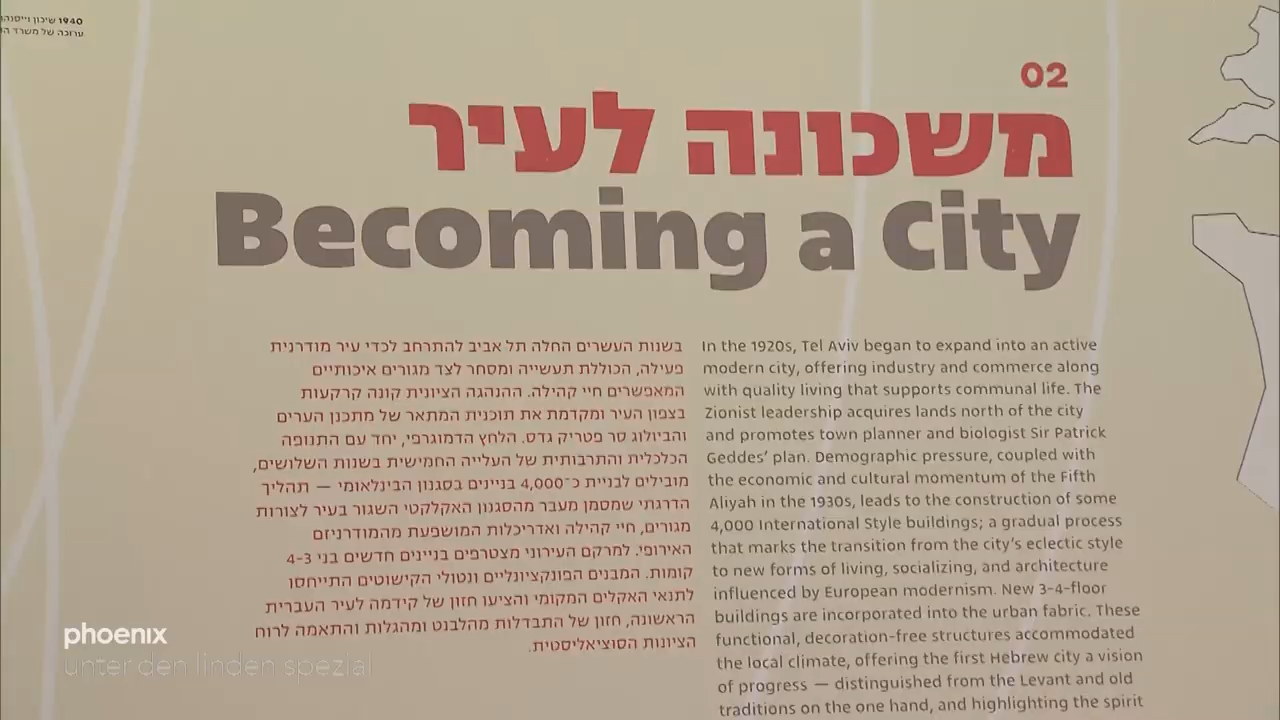 1940 שיכון
ערוכה של משרד
02
משכונה לעיר
Becoming a City
בשנות העשרים החלה תל אביב להתרחב לכדי עיר מודרנית
פעילה, הכוללת תעשייה ומסחר לצד מגורים איכותיים
המאפשרים חיי קהילה. ההנהגה הציונית קונה קרקעות
בצפון העיר ומקדמת את תוכנית המתאר של מתכנן הערים
והביולוג סר פטריק גדס. הלחץ הדמוגרפי, יחד עם התנופה
הכלכלית והתרבותית של העלייה החמישית בשנות השלושים,
מובילים לבניית כ־4,000 בניינים בסגנון הבינלאומי — תהליך
הדרגתי שמסמן מעבר מהסגנון האקלקטי השגור בעיר לצורות
מגורים, חיי קהילה ואדריכלות המושפעת מהמודרניזם
האירופי. למרקם העירוני מצטרפים בניינים חדשים בני 4-3
קומות. המבנים הפונקציונליים ונטולי הקישוטים התייחסו
לתנאי האקלים המקומי והציעו חזון של קידמה לעיר העברית
הראשונה, חזון של התבדלות מהלבנט ומהגלות והתאמה לרוח
הציונות הסוציאליסטית.
In the 1920s, Tel Aviv began to expand into an active
modern city, offering industry and commerce along
with quality living that supports communal life. The
Zionist leadership acquires lands north of the city
and promotes town planner and biologist Sir Patrick
Geddes' plan. Demographic pressure, coupled with
the economic and cultural momentum of the Fifth
Aliyah in the 1930s, leads to the construction of some
4,000 International Style buildings; a gradual process
that marks the transition from the city's eclectic style
to new forms of living, socializing, and architecture
influenced by European modernism. New 3-4-floor
buildings are incorporated into the urban fabric. These
functional, decoration-free structures accommodated
the local climate, offering the first Hebrew city a vision
of progress — distinguished from the Levant and old
traditions on the one hand, and highlighting the spirit
phoenix
unter den linden spezial